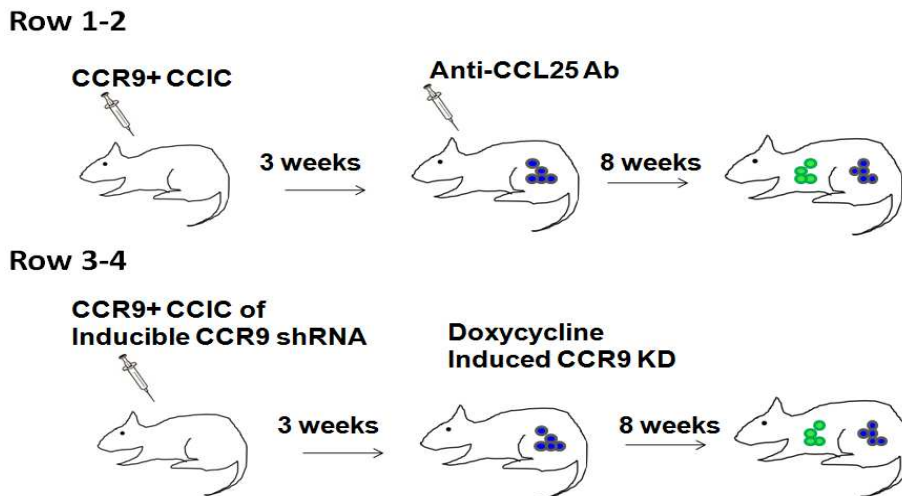 Row 1-2
CCR9+ CCIC
Anti-CCL25 Ab
3 weeks
8 weeks
Row 3-4
CCR9+ CCIC of
Inducible CCR9 shRNA
Doxycycline
Induced CCR9 KD
3 weeks
8 weeks